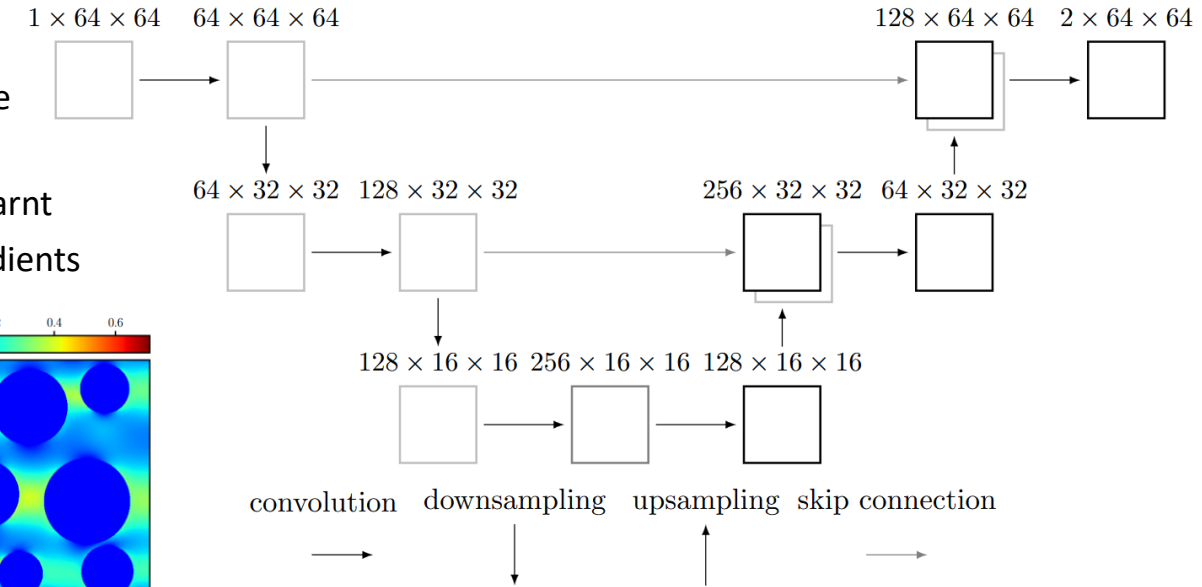 1 × 64 × 64 64 × 64 × 64 128 × 64 × 64 2 × 64 × 64
64 × 32 × 32 128 × 32 × 32 256 × 32 × 32 64 × 32 × 32
0.4 0.6
128 × 16 × 16 256 × 16 × 16 128 × 16 × 16
convolution downsampling upsampling skip connection